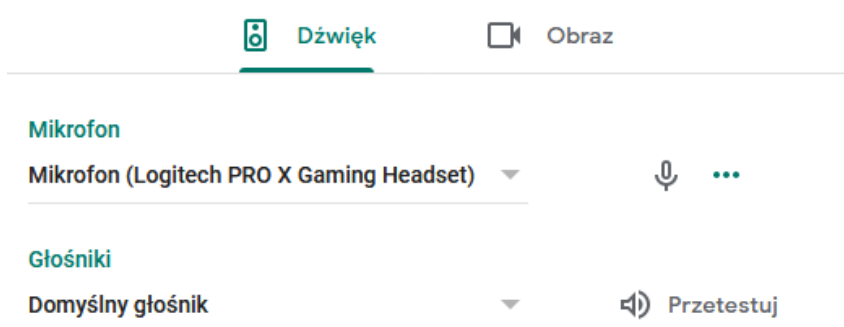 Dźwięk Obraz
Mikrofon
Mikrofon (Logitech PRO X Gaming Headset)
Głośniki
Domyślny głośnik Przetestuj